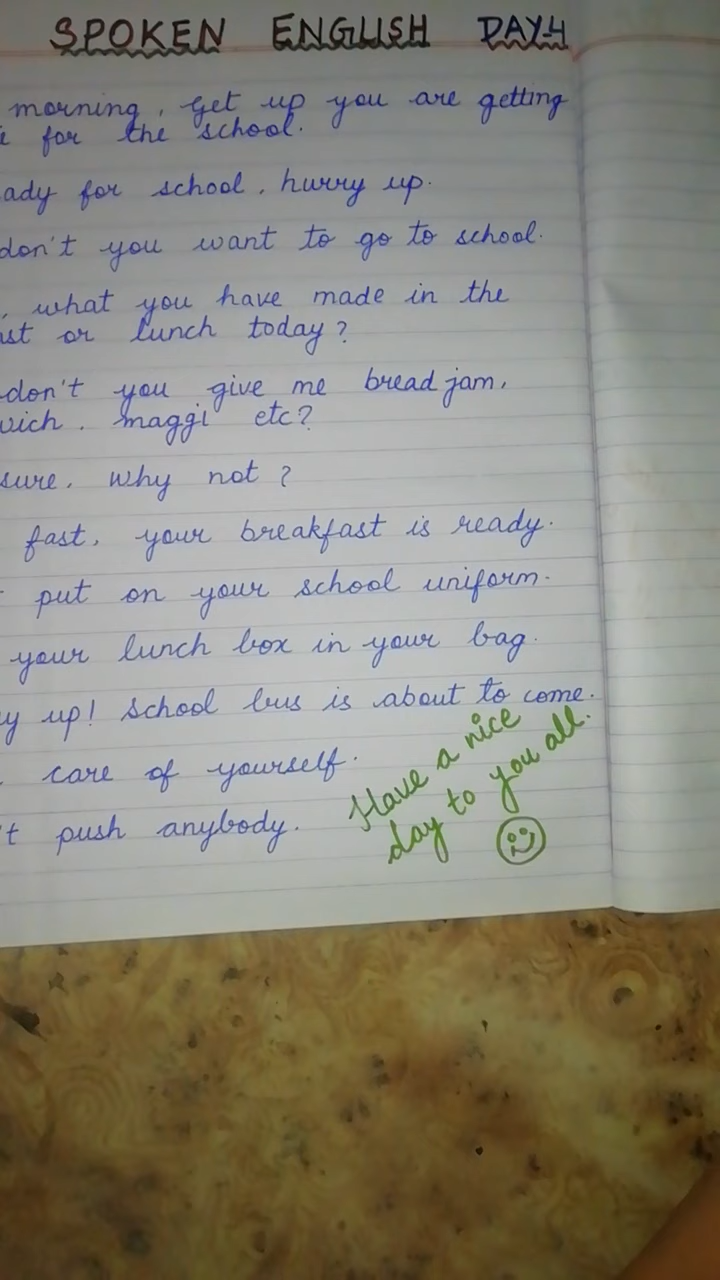 SPOKEN ENGLISH DAY4
morning, Get up you are getting
for the school.
ady for school, hurry up.
don't you want to go to school.
, what you have made in the
st or lunch today?
don't you give me bread jam,
wich, maggi etc?
sure, why not?
fast, your breakfast is ready.
put on your school uniform.
your lunch box in your bag.
y up! School bus is about to come.
care of yourself.
't push anybody.
Have a nice
day to you all.